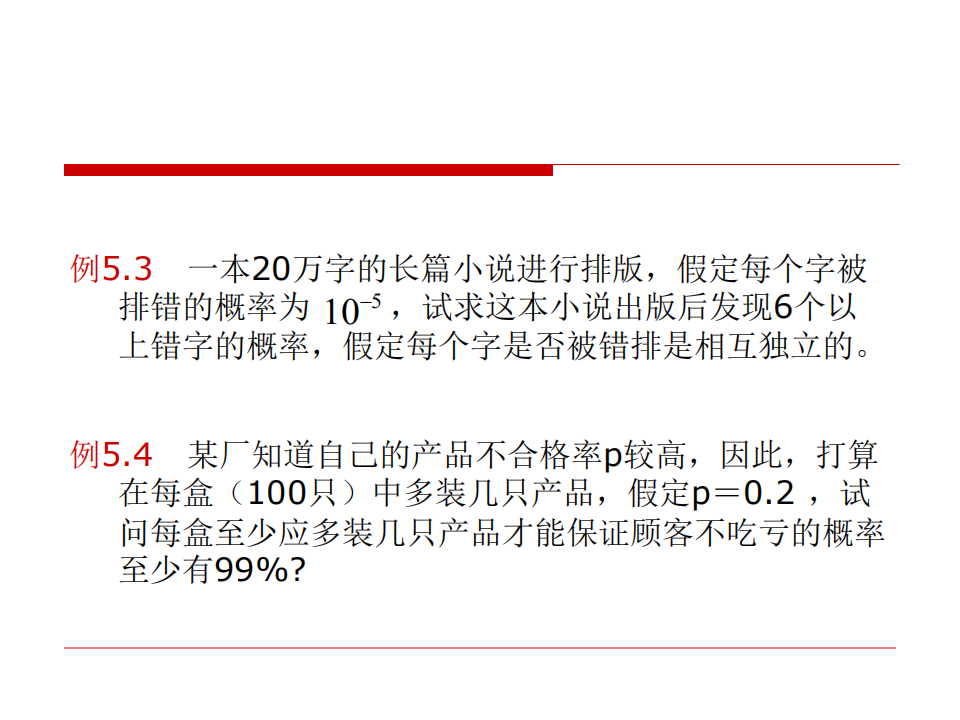 例5.3 一本20万字的长篇小说进行排版，假定每个字被
排错的概率为 10⁻⁵ ，试求这本小说出版后发现6个以
上错字的概率，假定每个字是否被错排是相互独立的。
例5.4 某厂知道自己的产品不合格率p较高，因此，打算
在每盒（100只）中多装几只产品，假定p＝0.2 ，试
问每盒至少应多装几只产品才能保证顾客不吃亏的概率
至少有99%?